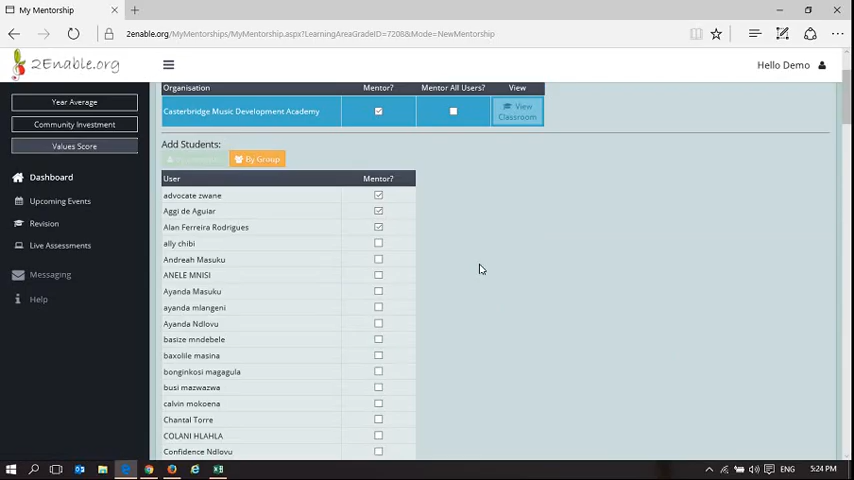 My Mentorships
2enable.org/MyMentorships/MyMentorship.aspx?LearningAreaGradeID=7208&Mode=NewMentorship
2Enable.org
Hello Demo
Year Average
Community Investment
Values Score
Dashboard
Upcoming Events
Revision
Live Assessments
Messaging
Help
Organisation Mentor? Mentor All Users? View
Casterbridge Music Development Academy View Classroom
Add Students:
By Group
User Mentor?
advocate zwane
Aggi de Aguiar
Alan Ferreira Rodrigues
ally chibi
Andreah Masuku
ANELE MNISI
Ayanda Masuku
ayanda mlangeni
Ayanda Ndlovu
basize mndebele
baxolile masina
bonginkosi magagula
busi mazwazwa
calvin mokoena
Chantal Torre
COLANI HLAHLA
Confidence Ndlovu
ENG 5:24 PM